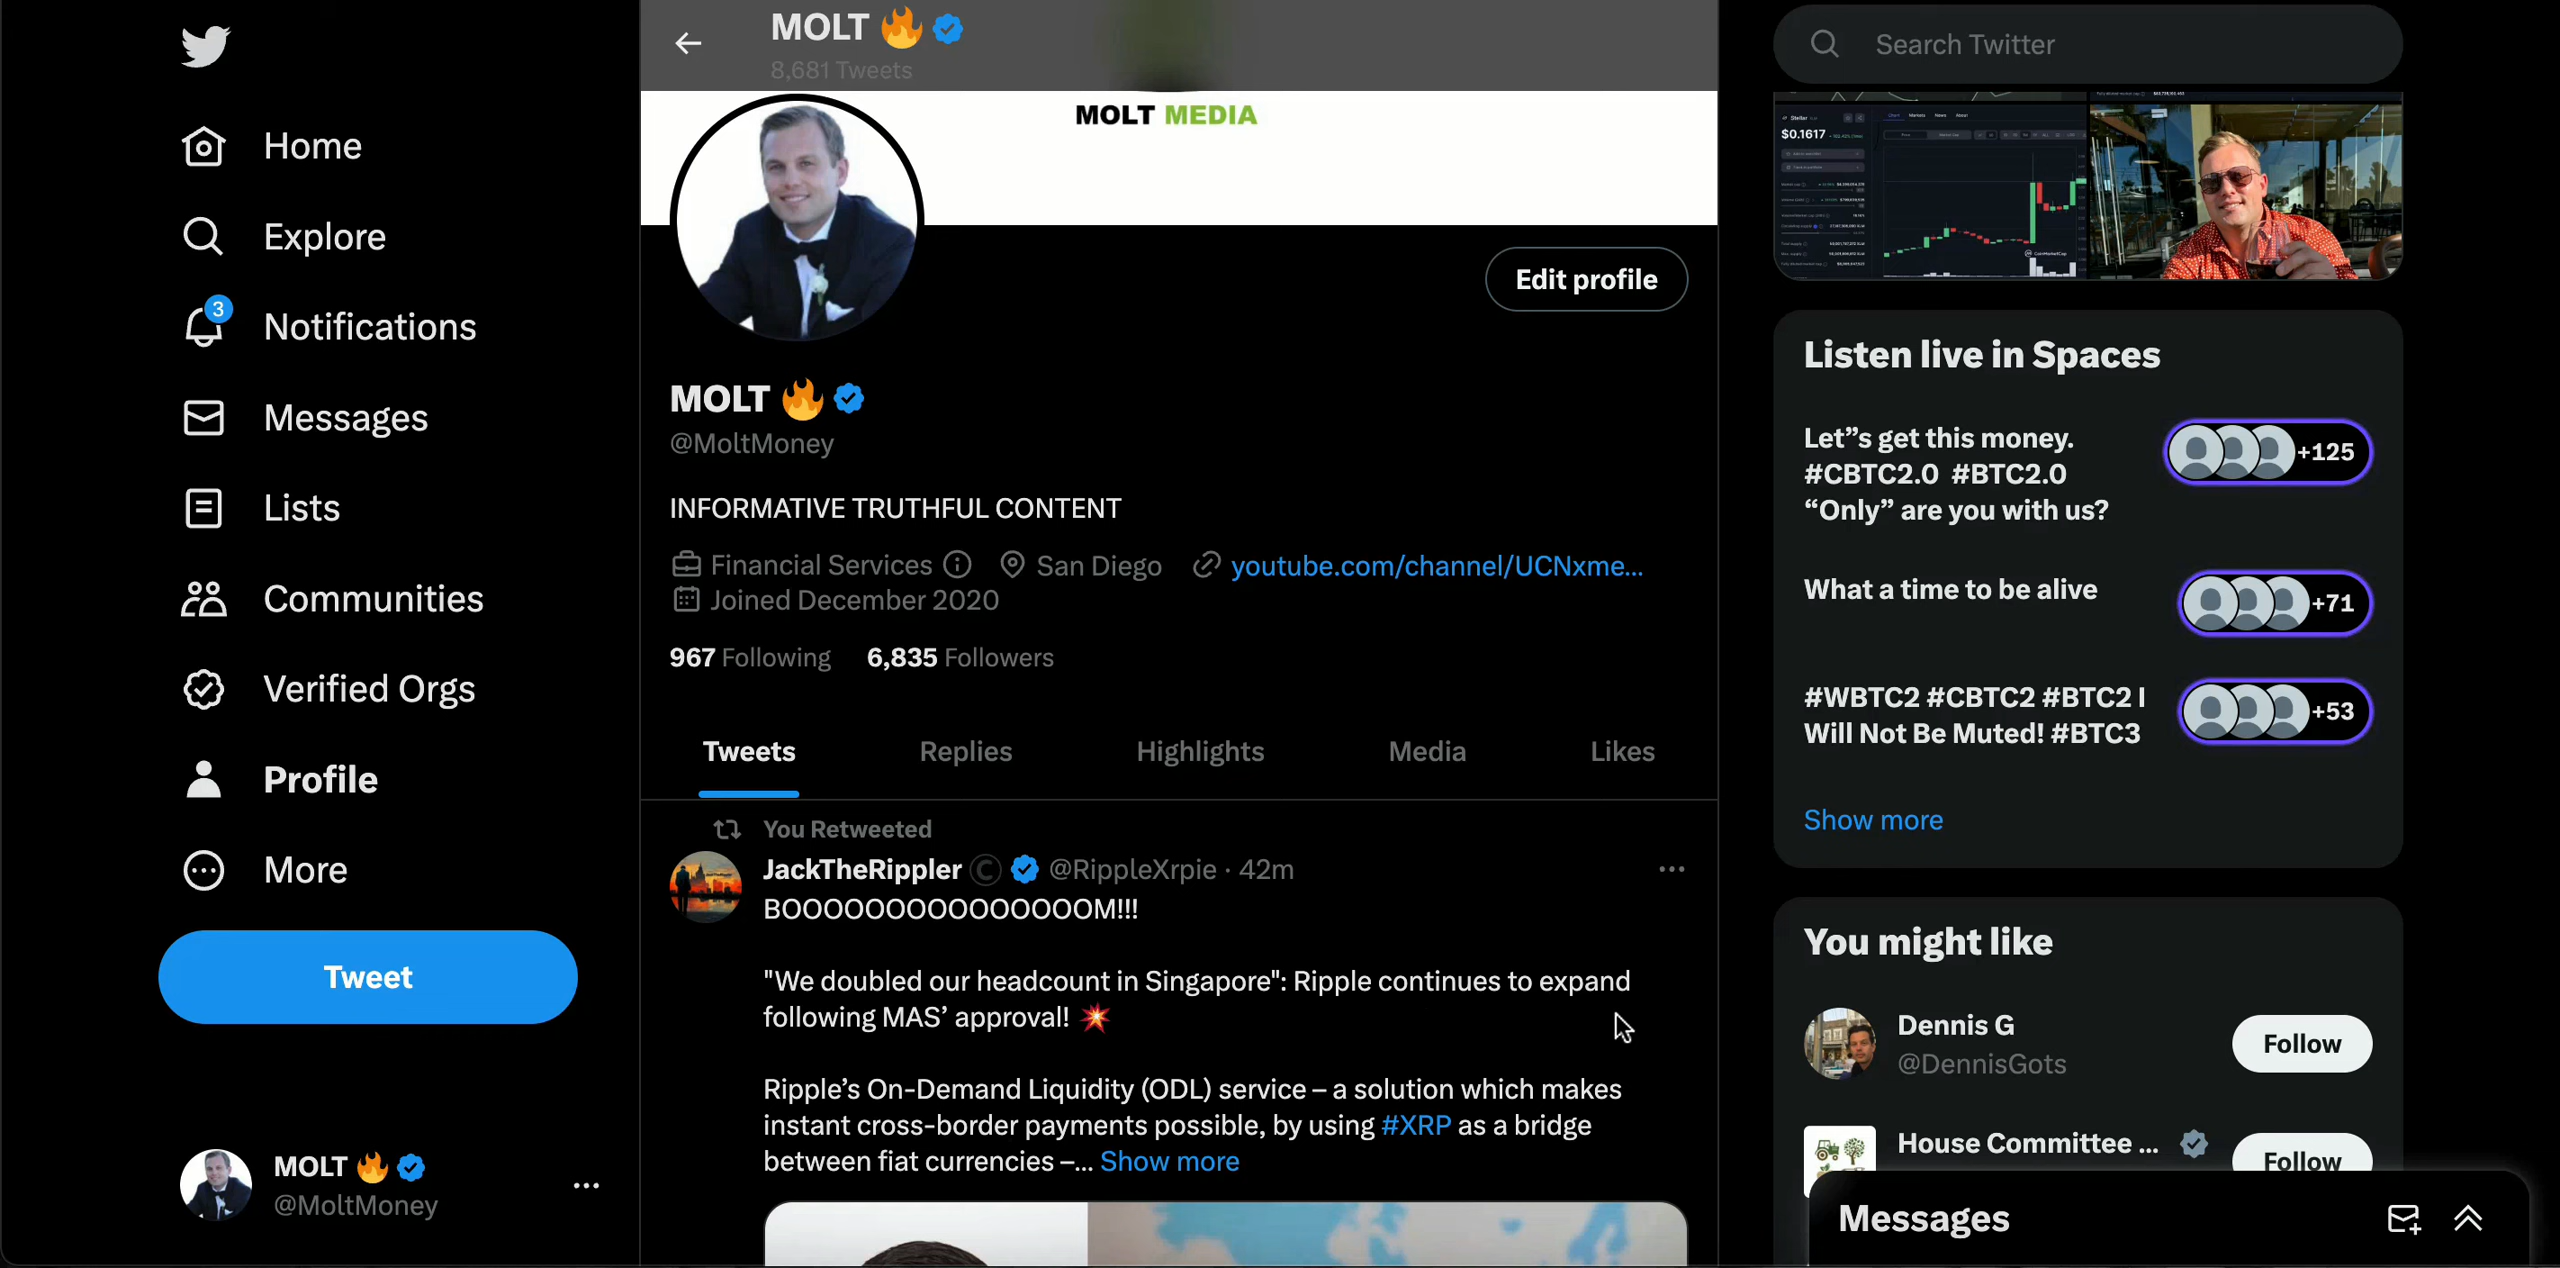 MOLT 🔥
8,681 Tweets
Home
Explore
3
Notifications
Messages
Lists
Communities
Verified Orgs
Profile
More
Tweet
MOLT 🔥
@MoltMoney
MOLT MEDIA
Edit profile
MOLT 🔥
@MoltMoney
INFORMATIVE TRUTHFUL CONTENT
Financial Services San Diego youtube.com/channel/UCNxme...
Joined December 2020
967 Following 6,835 Followers
Tweets Replies Highlights Media Likes
You Retweeted
JackTheRippler @RippleXrpie · 42m
BOOOOOOOOOOOOOOOM!!!
"We doubled our headcount in Singapore": Ripple continues to expand
following MAS’ approval! 💥
Ripple’s On-Demand Liquidity (ODL) service – a solution which makes
instant cross-border payments possible, by using #XRP as a bridge
between fiat currencies –... Show more
Search Twitter
Stellar
$0.1617
CoinMarketCap
Listen live in Spaces
Let”s get this money.
#CBTC2.0 #BTC2.0
“Only” are you with us?
+125
What a time to be alive
+71
#WBTC2 #CBTC2 #BTC2 I
Will Not Be Muted! #BTC3
+53
Show more
You might like
Dennis G
@DennisGots
Follow
House Committee ...
Follow
Messages